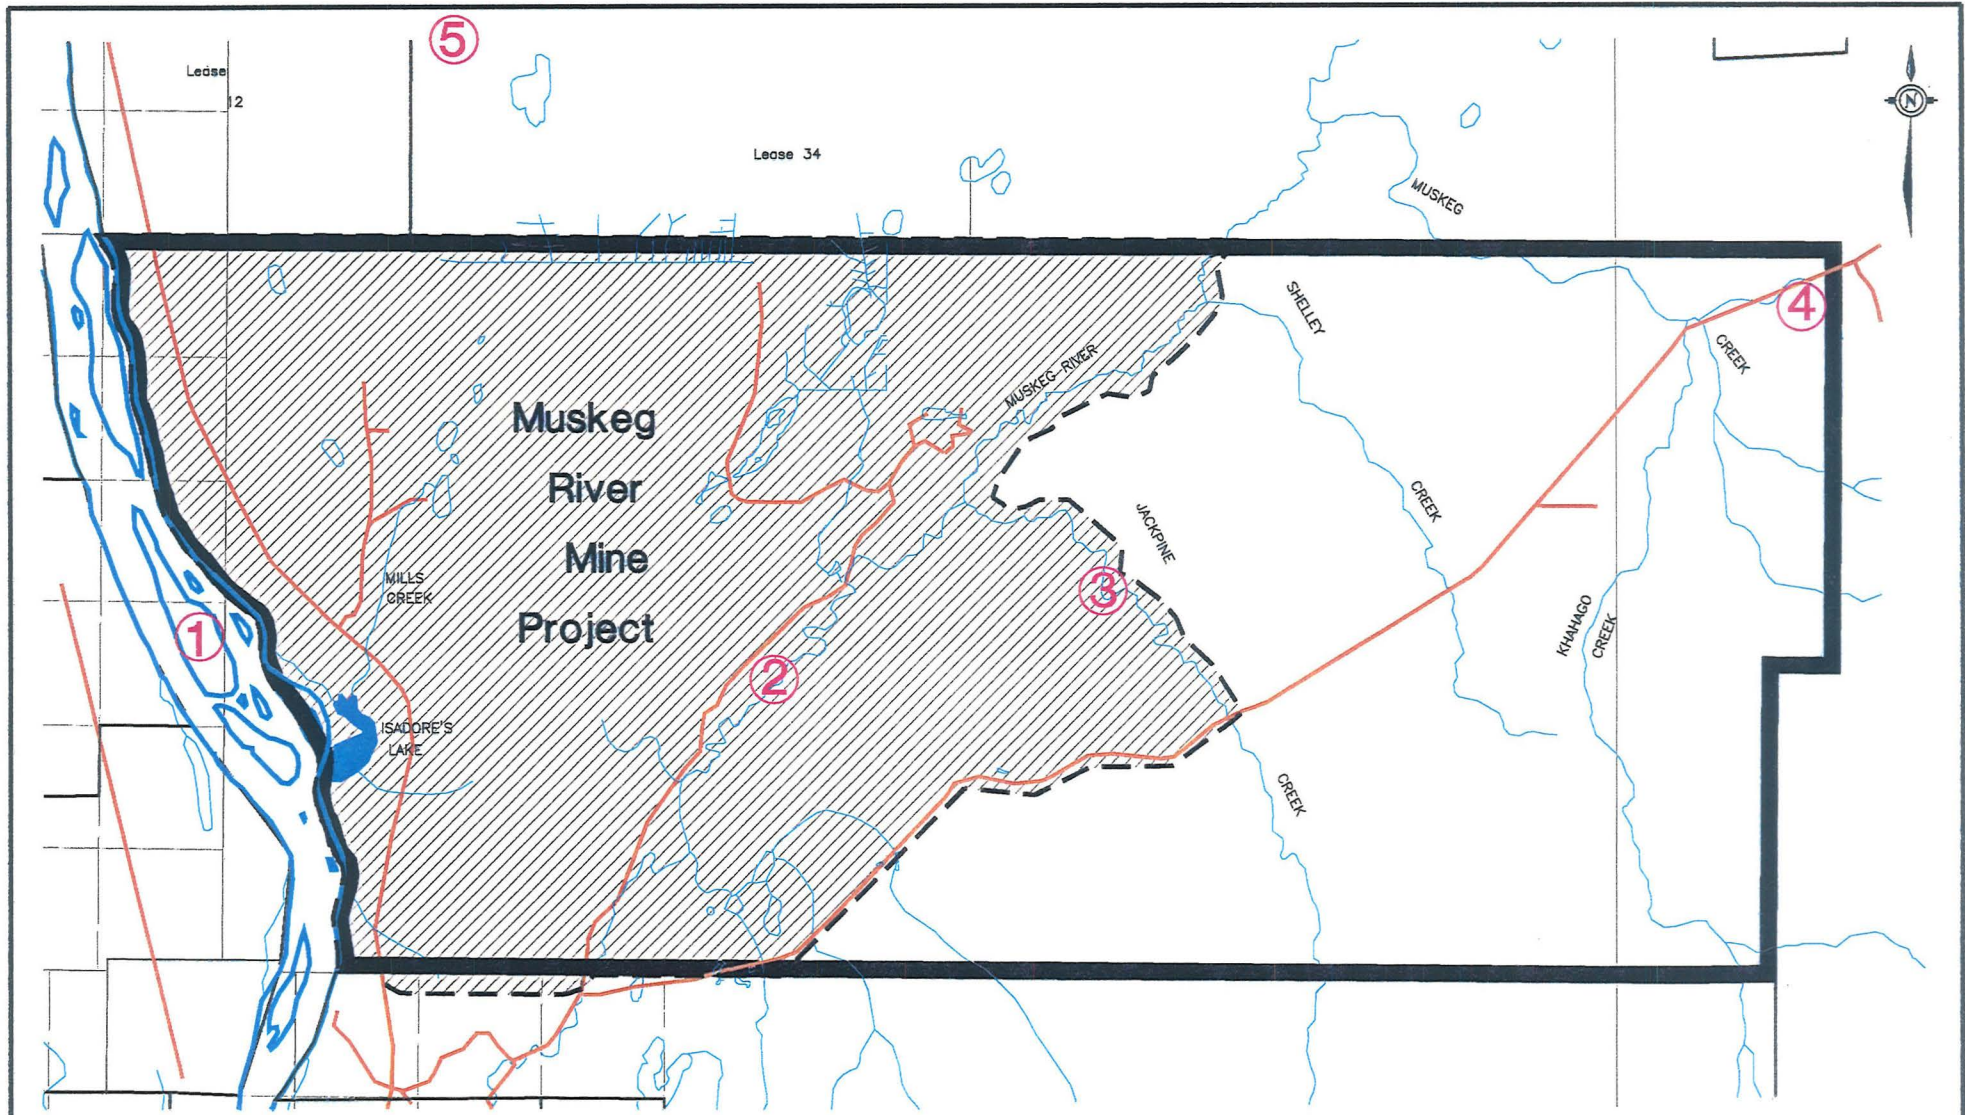 ⑤
Lease
12
N
Lease 34
MUSKEG
SHELLEY
④
CREEK
MUSKEG RIVER
Muskeg
River
Mine
Project
CREEK
JACKPINE
MILLS
CREEK
③
KHAHAGO
CREEK
①
②
ISADORE'S
LAKE
CREEK